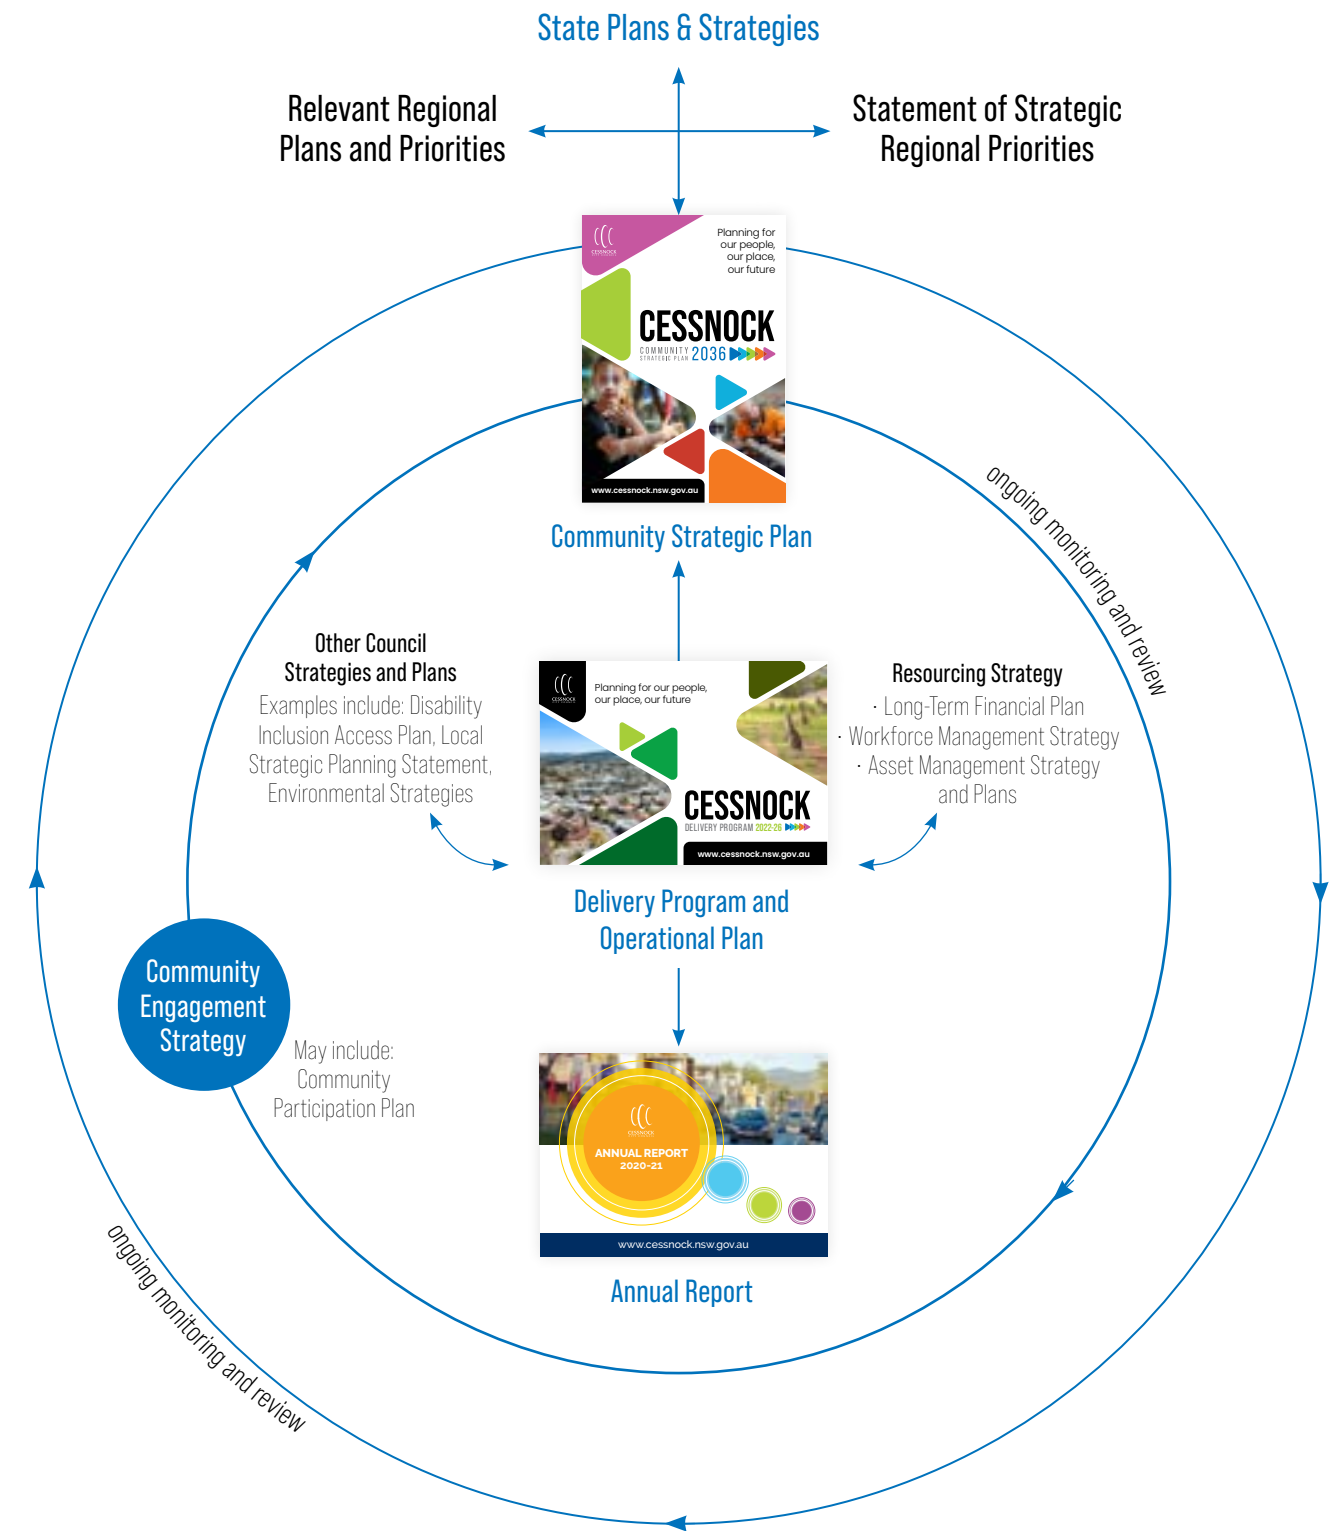 State Plans & Strategies
Relevant Regional
Plans and Priorities
Statement of Strategic
Regional Priorities
CESSNOCK
Planning for
our people,
our place,
our future
CESSNOCK
COMMUNITY
STRATEGIC PLAN
2036
www.cessnock.nsw.gov.au
Community Strategic Plan
ongoing monitoring and review
Other Council
Strategies and Plans
Examples include: Disability
Inclusion Access Plan, Local
Strategic Planning Statement,
Environmental Strategies
CESSNOCK
Planning for our people,
our place, our future
CESSNOCK
DELIVERY PROGRAM 2022-26
www.cessnock.nsw.gov.au
Resourcing Strategy
· Long-Term Financial Plan
· Workforce Management Strategy
· Asset Management Strategy
and Plans
Delivery Program and
Operational Plan
Community
Engagement
Strategy
May include:
Community
Participation Plan
CESSNOCK
ANNUAL REPORT
2020-21
www.cessnock.nsw.gov.au
Annual Report
ongoing monitoring and review